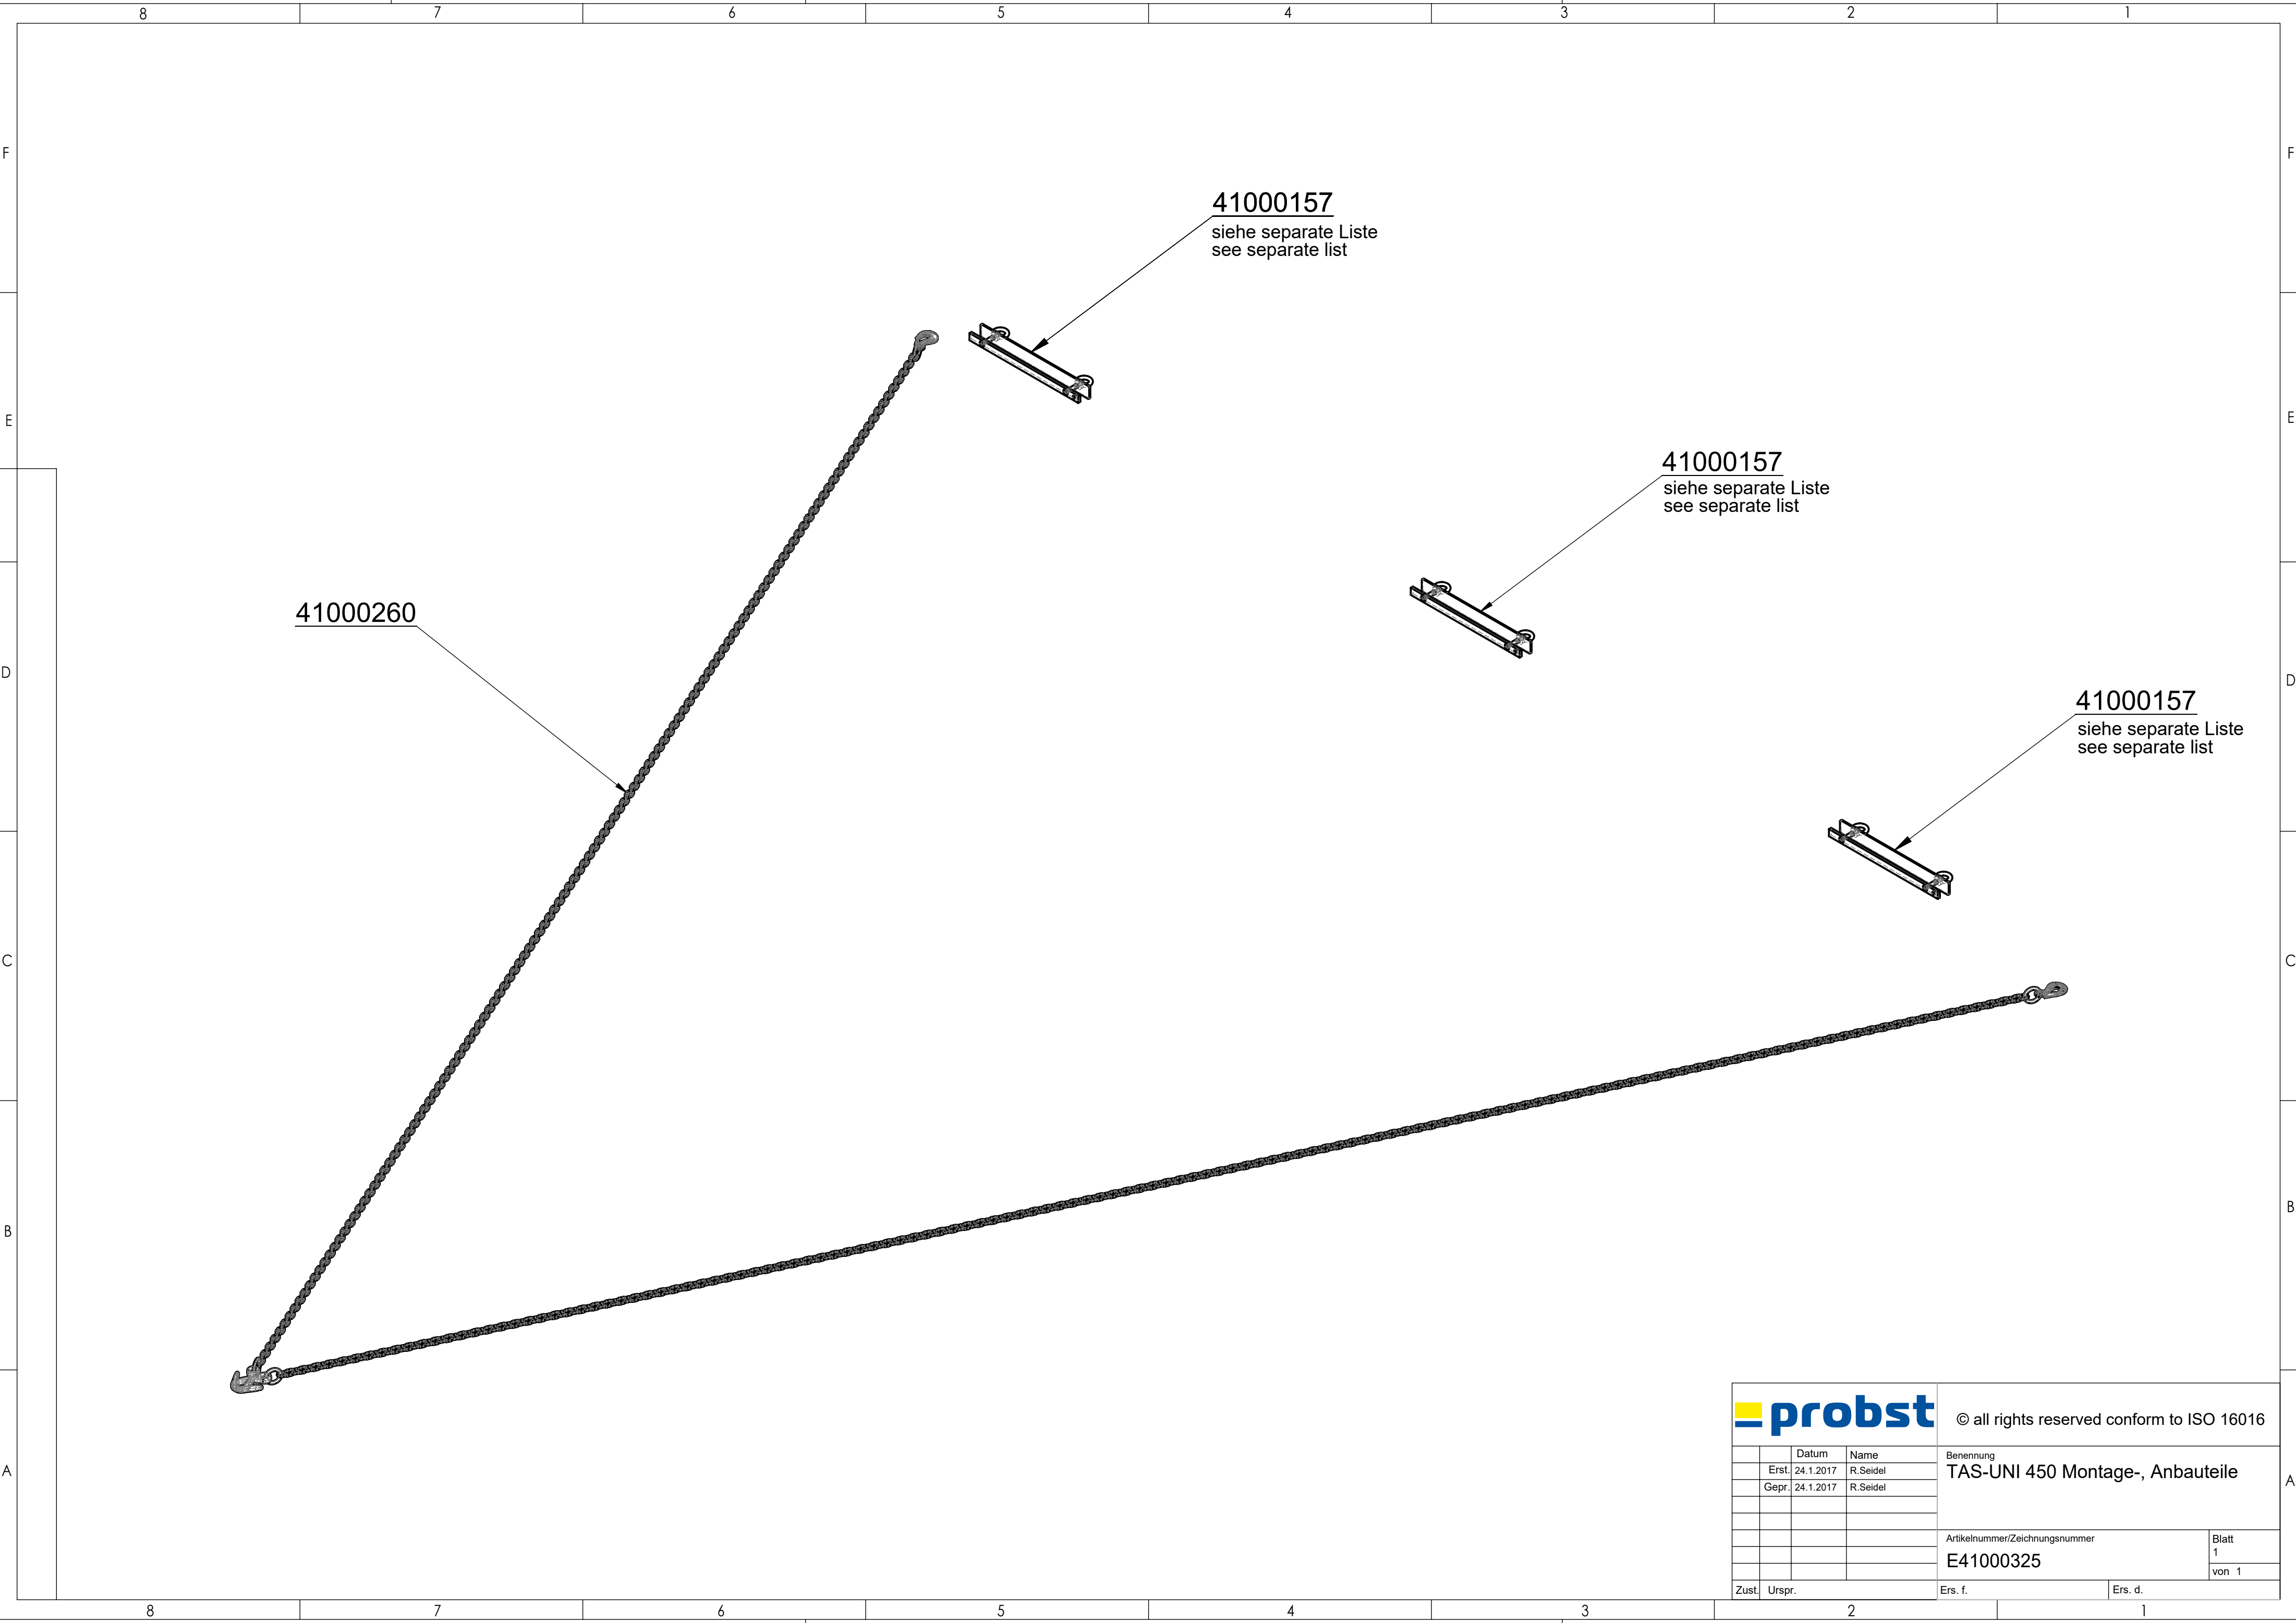 8 7 6 5 4 3 2 1
F F
41000157
siehe separate Liste
see separate list
E E
41000157
siehe separate Liste
see separate list
41000260
D D
41000157
siehe separate Liste
see separate list
C C
B B
probst
© all rights reserved conform to ISO 16016
Datum Name
Benennung
Erst. 24.1.2017 R.Seidel
TAS-UNI 450 Montage-, Anbauteile
Gepr. 24.1.2017 R.Seidel
A A
Artikelnummer/Zeichnungsnummer
Blatt
1
E41000325
von 1
Zust. Urspr. Ers. f. Ers. d.
8 7 6 5 4 3 2 1